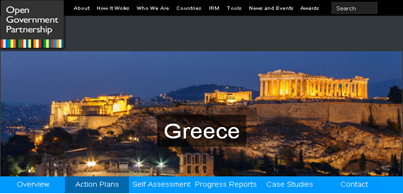 Open
Government
Partnership
About How It Works Who We Are Countries IRM Tools News and Events Awards Search
Greece
Overview Action Plans Self Assessment Progress Reports Case Studies Contact